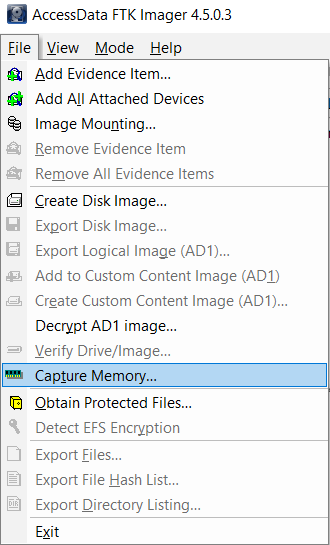 AccessData FTK Imager 4.5.0.3
File View Mode Help
Add Evidence Item...
Add All Attached Devices
Image Mounting...
Remove Evidence Item
Remove All Evidence Items
Create Disk Image...
Export Disk Image...
Export Logical Image (AD1)...
Add to Custom Content Image (AD1)
Create Custom Content Image (AD1)...
Decrypt AD1 image...
Verify Drive/Image...
Capture Memory...
Obtain Protected Files...
Detect EFS Encryption
Export Files...
Export File Hash List...
Export Directory Listing...
Exit